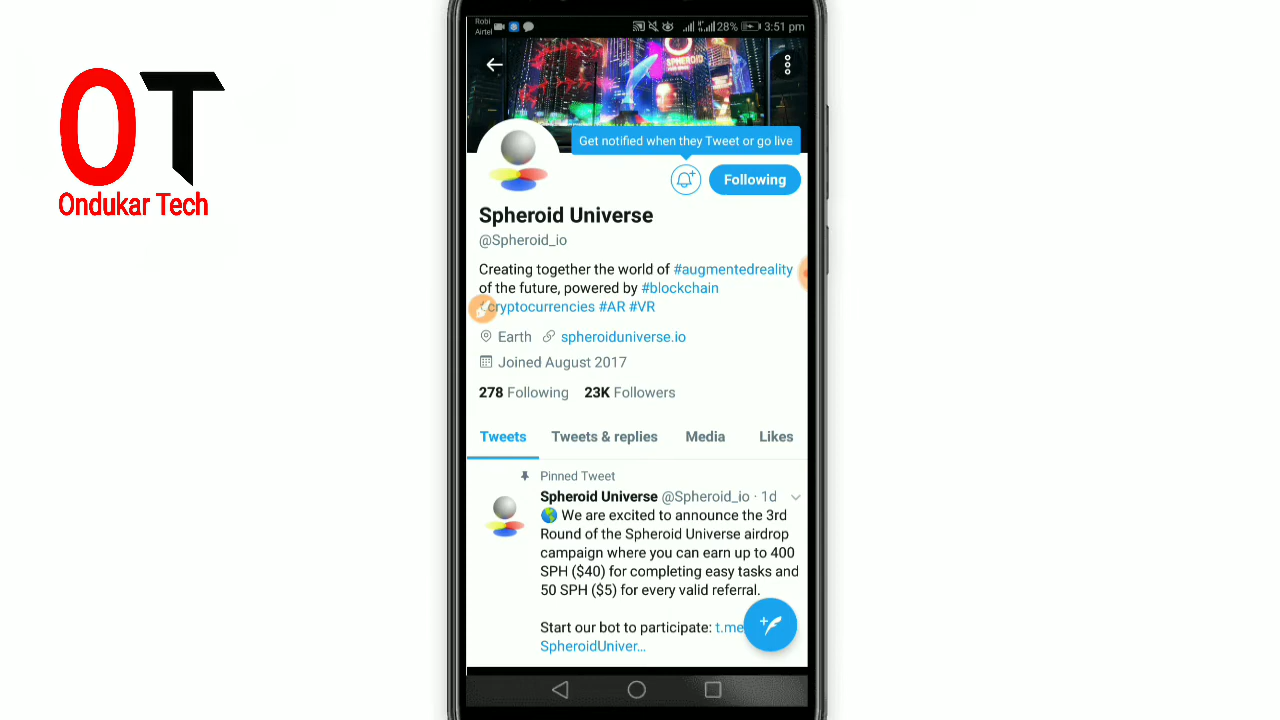 Robi
Airtel
28% 3:51 pm
SPHEROID
Get notified when they Tweet or go live
Following
OT
Ondukar Tech
Spheroid Universe
@Spheroid_io
Creating together the world of #augmentedreality
of the future, powered by #blockchain
cryptocurrencies #AR #VR
Earth spheroiduniverse.io
Joined August 2017
278 Following 23K Followers
Tweets Tweets & replies Media Likes
Pinned Tweet
Spheroid Universe @Spheroid_io · 1d
🌎 We are excited to announce the 3rd
Round of the Spheroid Universe airdrop
campaign where you can earn up to 400
SPH ($40) for completing easy tasks and
50 SPH ($5) for every valid referral.
Start our bot to participate: t.me
SpheroidUniver...